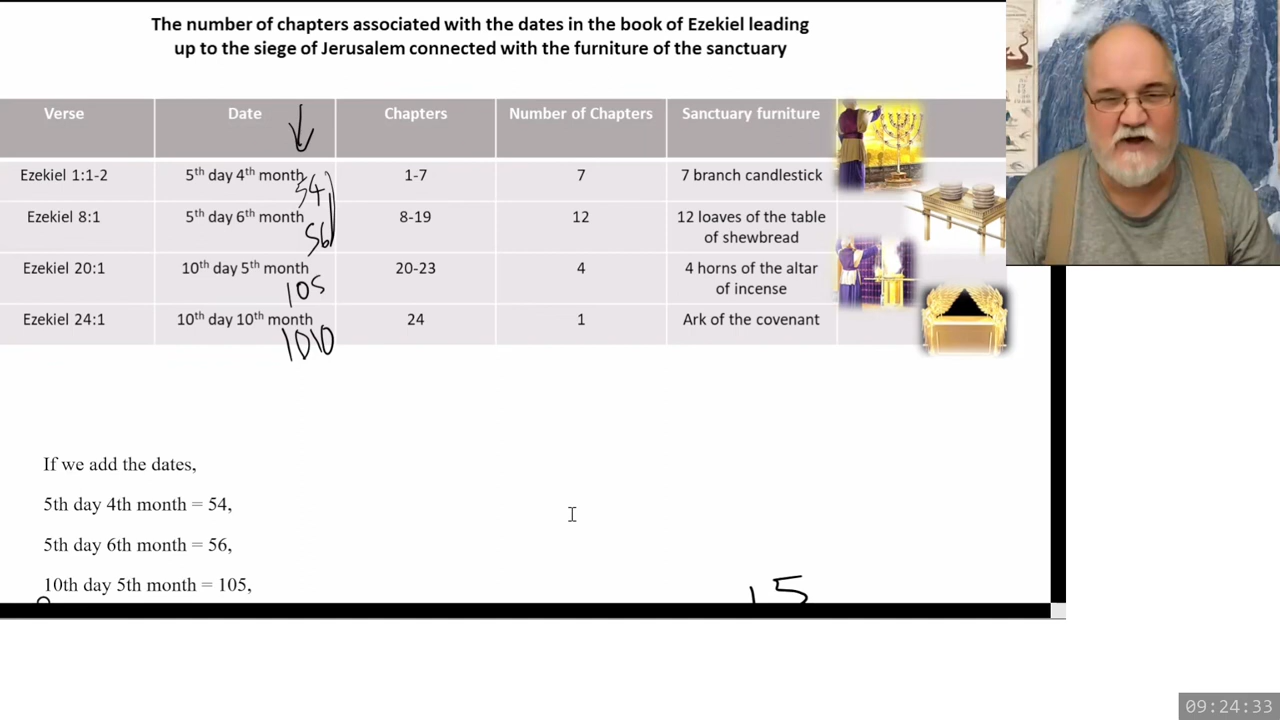 The number of chapters associated with the dates in the book of Ezekiel leading
up to the siege of Jerusalem connected with the furniture of the sanctuary
Verse Date Chapters Number of Chapters Sanctuary furniture
Ezekiel 1:1-2 5th day 4th month 1-7 7 7 branch candlestick
54
Ezekiel 8:1 5th day 6th month 8-19 12 12 loaves of the table
of shewbread
56
Ezekiel 20:1 10th day 5th month 20-23 4 4 horns of the altar
of incense
105
Ezekiel 24:1 10th day 10th month 24 1 Ark of the covenant
1010
If we add the dates,
5th day 4th month = 54,
5th day 6th month = 56,
10th day 5th month = 105,
15
09:24:33